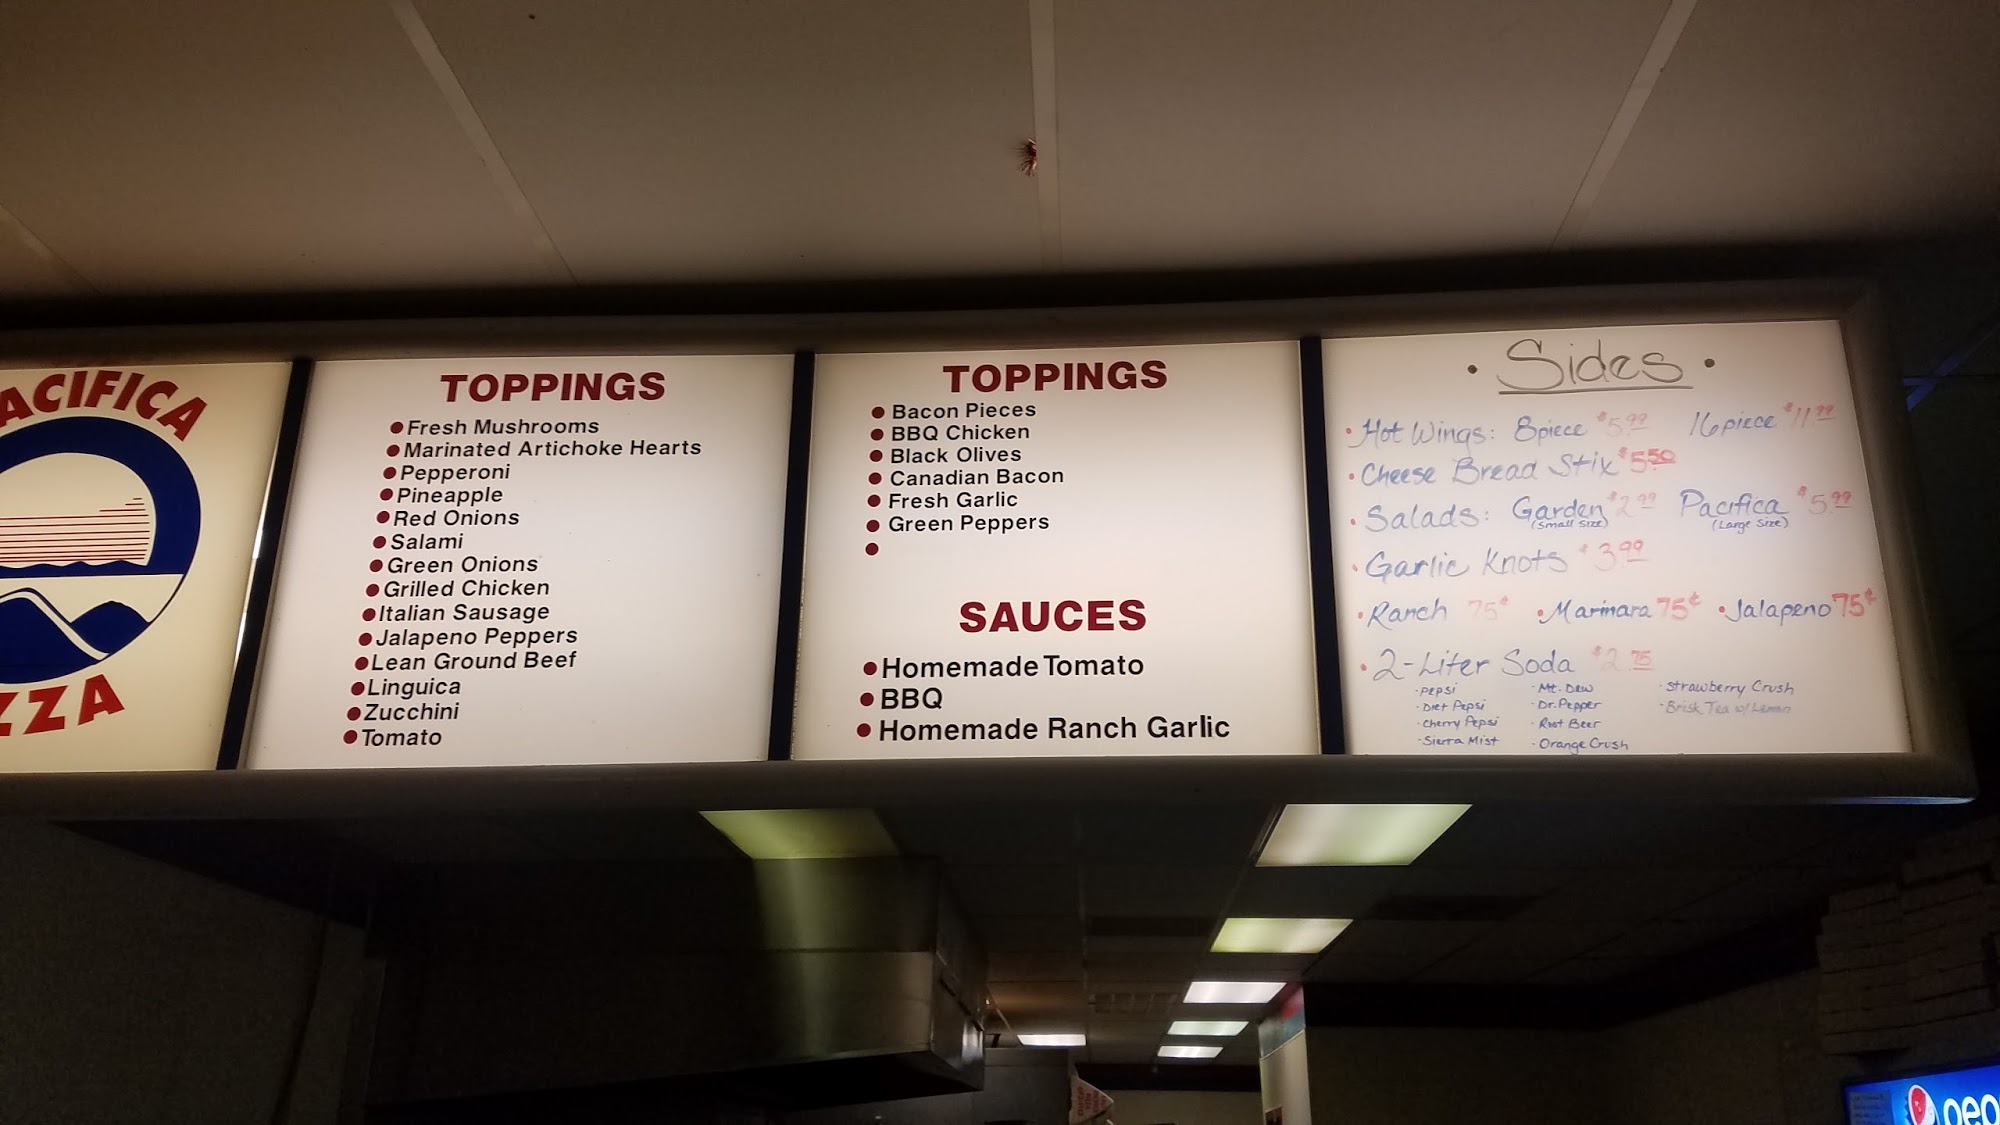 PACIFICA
ZZA
TOPPINGS
Fresh Mushrooms
Marinated Artichoke Hearts
Pepperoni
Pineapple
Red Onions
Salami
Green Onions
Grilled Chicken
Italian Sausage
Jalapeno Peppers
Lean Ground Beef
Linguica
Zucchini
Tomato
TOPPINGS
Bacon Pieces
BBQ Chicken
Black Olives
Canadian Bacon
Fresh Garlic
Green Peppers
SAUCES
Homemade Tomato
BBQ
Homemade Ranch Garlic
• Sides •
• Hot Wings: 8piece $5.99 16piece $11.99
• Cheese Bread Stix $5.50
• Salads: Garden $2.99 Pacifica $5.99
(Small Size) (Large Size)
• Garlic Knots $3.99
• Ranch 75¢ • Marinara 75¢ • Jalapeno 75¢
• 2-Liter Soda $2.75
· Pepsi · Mt. Dew · Strawberry Crush
· Diet Pepsi · Dr. Pepper · Brisk Tea w/ Lemon
· Cherry Pepsi · Root Beer
· Sierra Mist · Orange Crush
pep